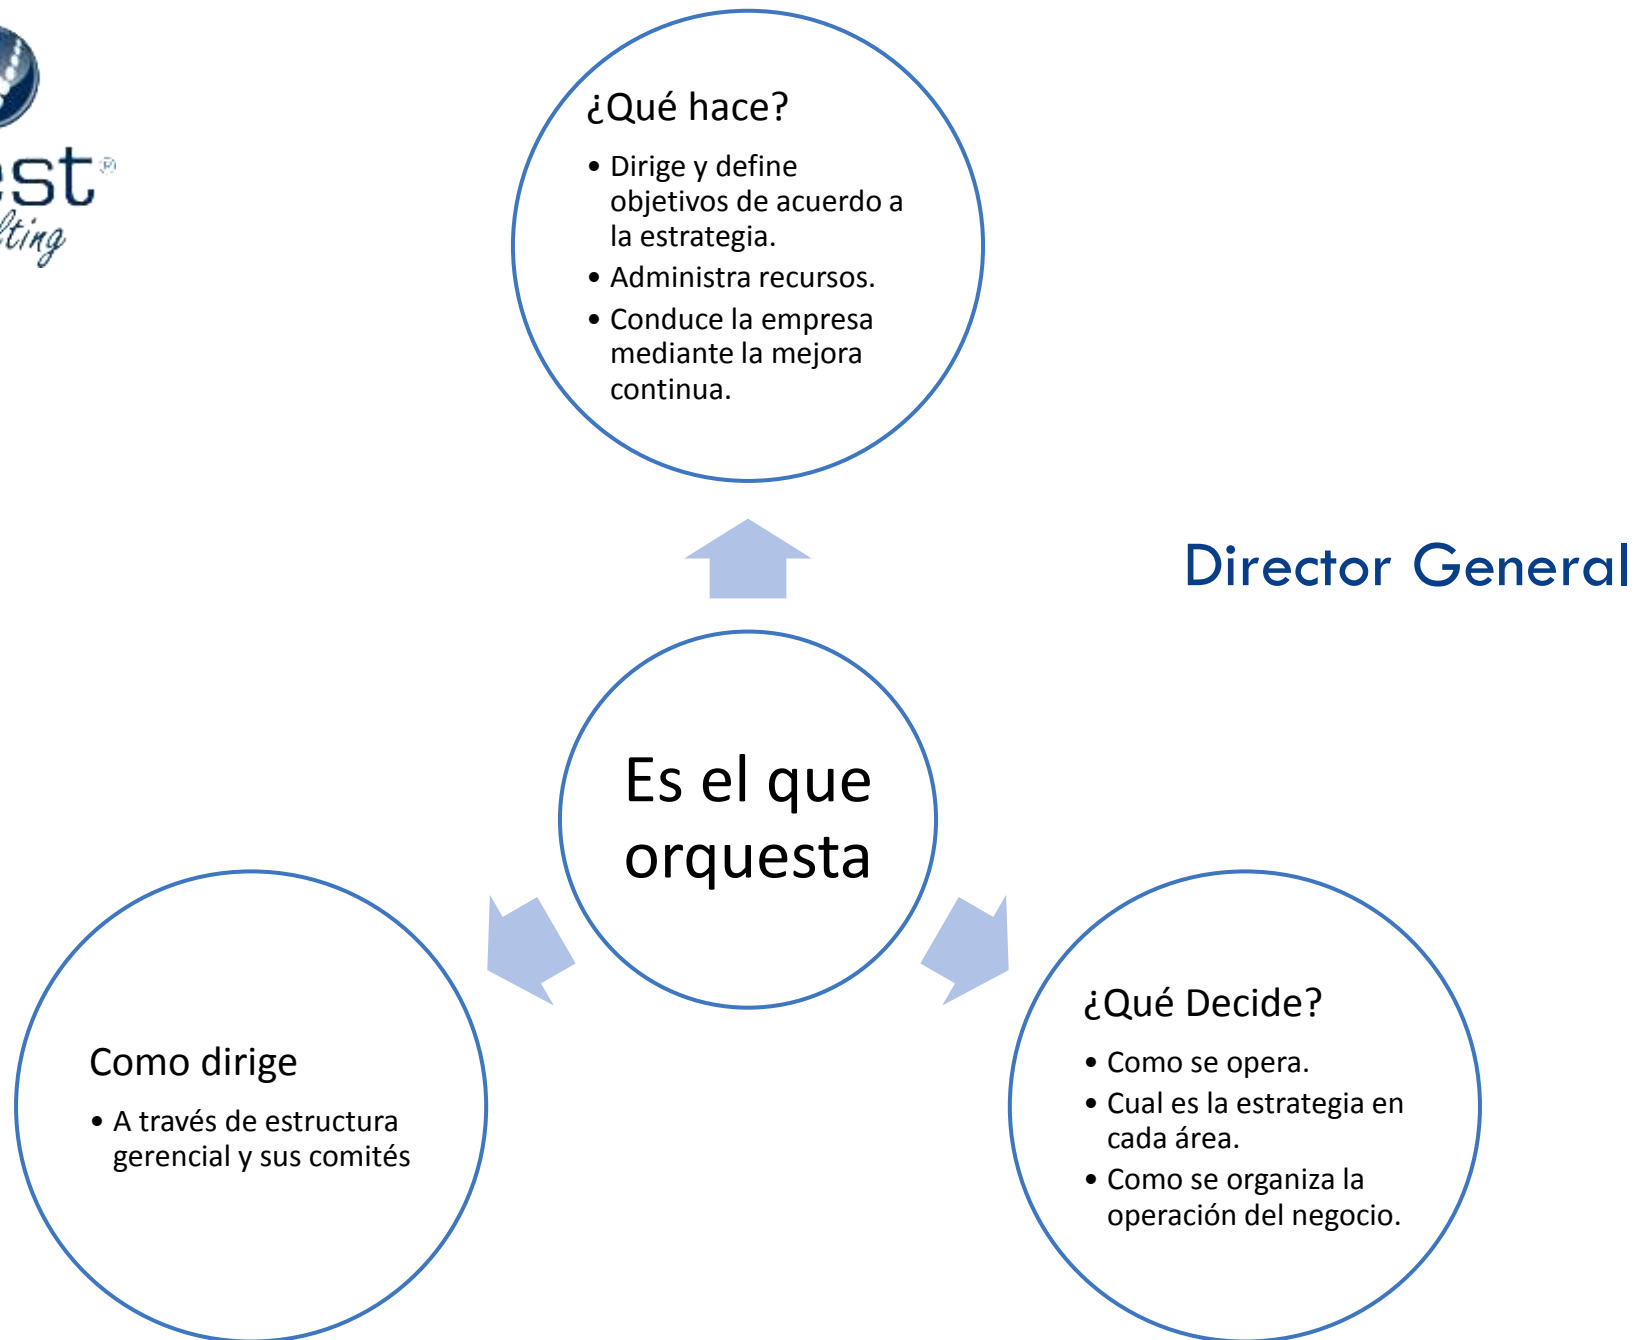 ¿Qué hace?
• Dirige y define
objetivos de acuerdo a
la estrategia.
• Administra recursos.
• Conduce la empresa
mediante la mejora
continua.
Director General
Es el que
orquesta
Como dirige
• A través de estructura
gerencial y sus comités
¿Qué Decide?
• Como se opera.
• Cual es la estrategia en
cada área.
• Como se organiza la
operación del negocio.